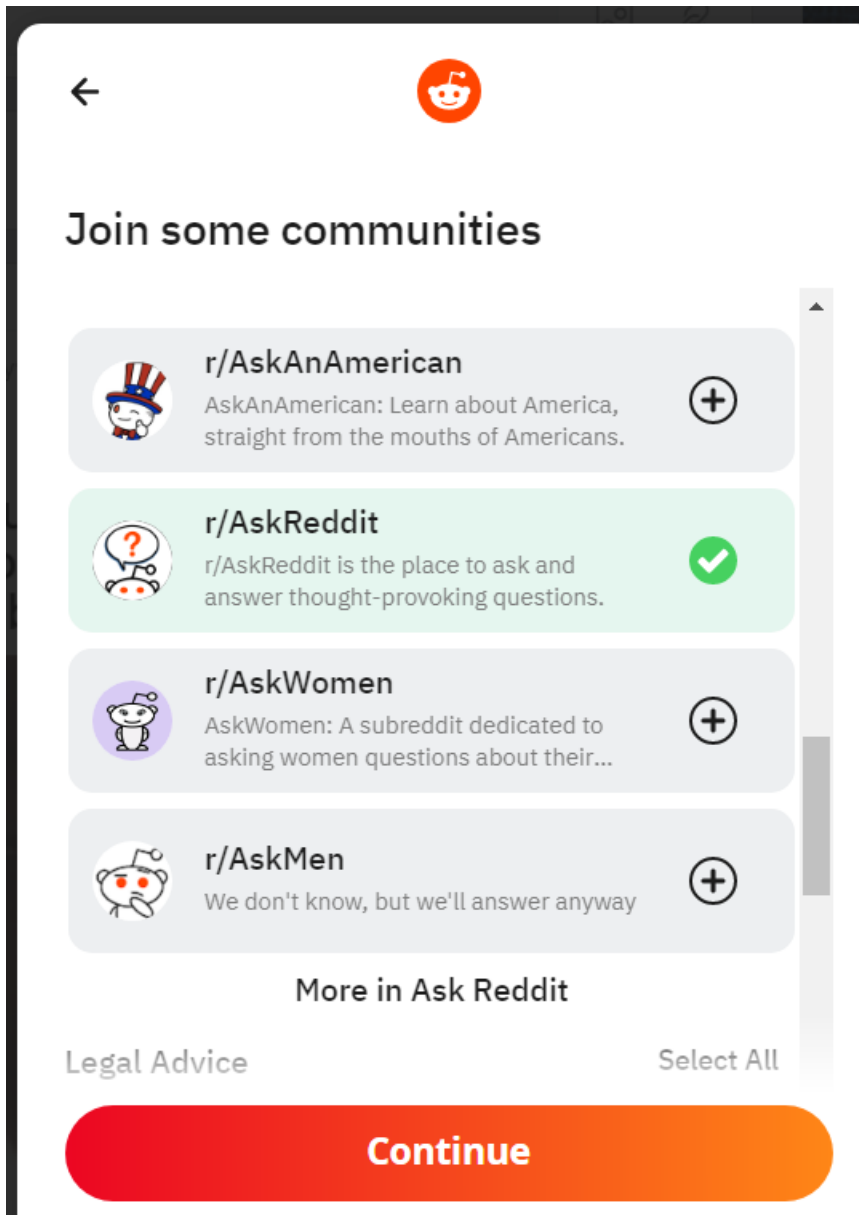 Join some communities
r/AskAnAmerican
AskAnAmerican: Learn about America,
straight from the mouths of Americans.
r/AskReddit
?
r/AskReddit is the place to ask and
answer thought-provoking questions.
r/AskWomen
AskWomen: A subreddit dedicated to
asking women questions about their...
r/AskMen
We don't know, but we'll answer anyway
More in Ask Reddit
Legal Advice Select All
Continue